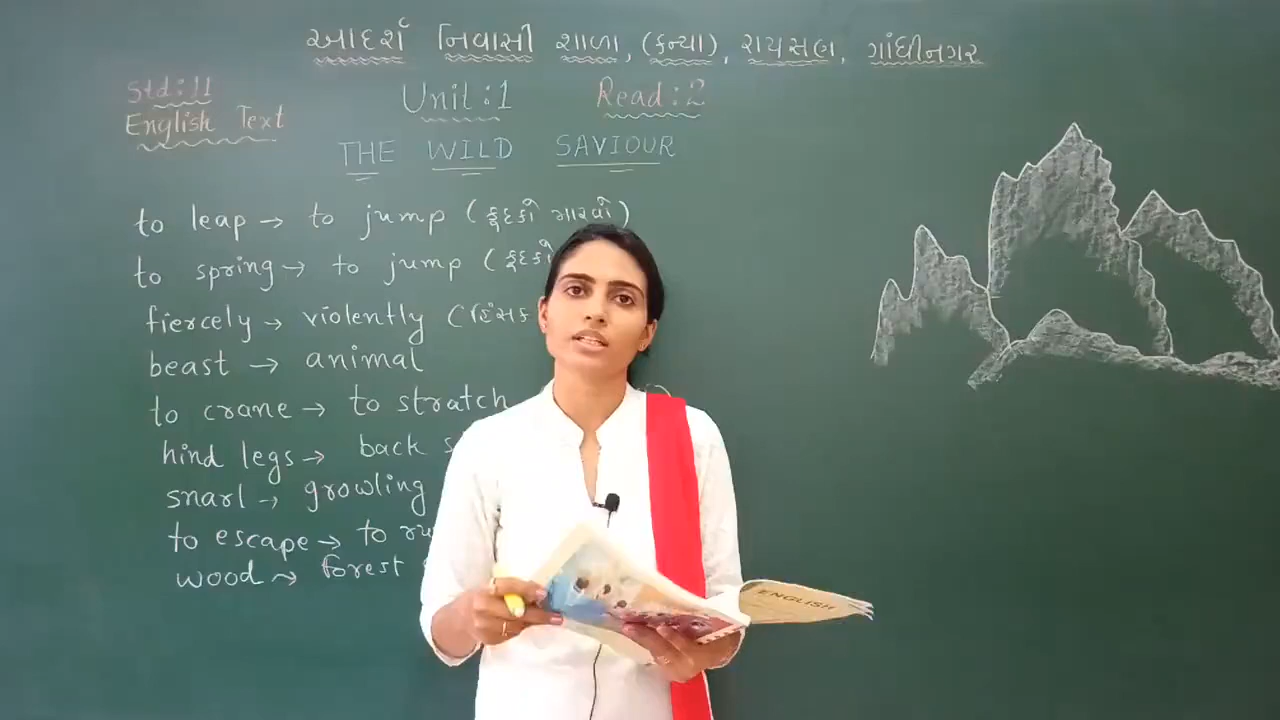 આદર્શ નિવાસી શાળા, (કન્યા), રાયસણ, ગાંધીનગર
Std: 11
English Text
Unit: 1
Read: 2
THE WILD SAVIOUR
to leap → to jump (કૂદકો મારવો)
to spring → to jump (કૂદકો
fiercely → violently (હિંસક
beast → animal
to crane → to stratch
hind legs → back
snarl → growling
to escape → to
wood → forest
ENGLISH